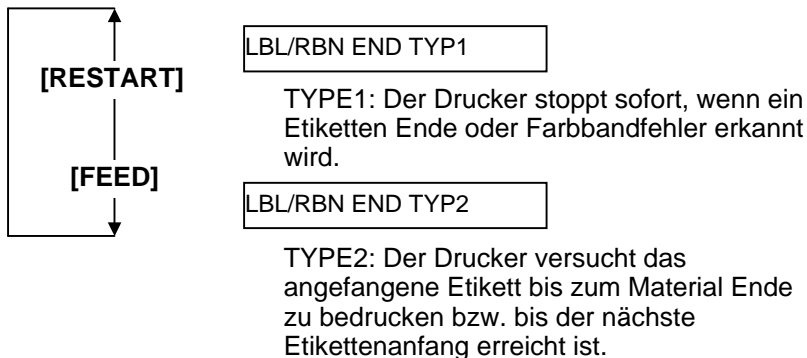 [RESTART]
[FEED]
LBL/RBN END TYP1
TYPE1: Der Drucker stoppt sofort, wenn ein
Etiketten Ende oder Farbbandfehler erkannt
wird.
LBL/RBN END TYP2
TYPE2: Der Drucker versucht das
angefangene Etikett bis zum Material Ende
zu bedrucken bzw. bis der nächste
Etikettenanfang erreicht ist.